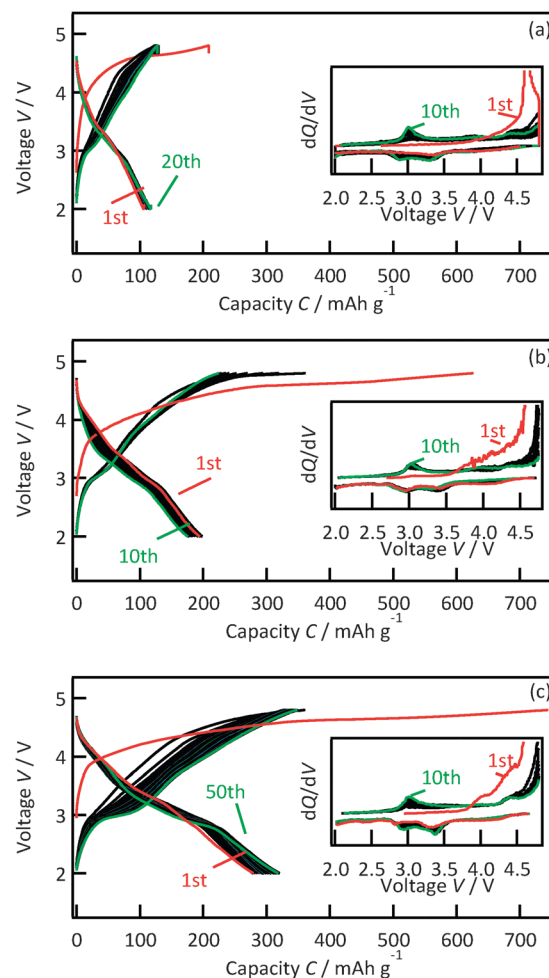 (a)
5
4
3
2
Voltage V / V
20th
1st
0
100
200
300
400
500
600
700
Capacity C / mAh g-1
dQ/dV
10th
1st
2.0
2.5
3.0
3.5
4.0
4.5
Voltage V / V
(b)
5
4
3
2
Voltage V / V
1st
10th
0
100
200
300
400
500
600
700
Capacity C / mAh g-1
dQ/dV
10th
1st
2.0
2.5
3.0
3.5
4.0
4.5
Voltage V / V
(c)
5
4
3
2
Voltage V / V
50th
1st
0
100
200
300
400
500
600
700
Capacity C / mAh g-1
dQ/dV
10th
1st
2.0
2.5
3.0
3.5
4.0
4.5
Voltage V / V